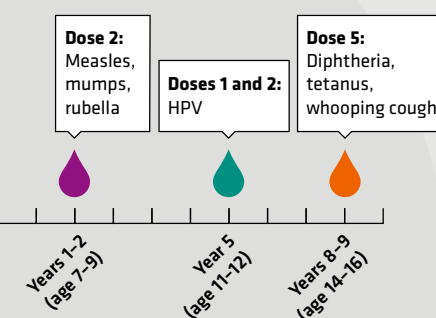 Dose 2:
Measles,
mumps,
rubella
Doses 1 and 2:
HPV
Dose 5:
Diphtheria,
tetanus,
whooping cough
Years 1–2
(age 7–9)
Year 5
(age 11–12)
Years 8–9
(age 14–16)